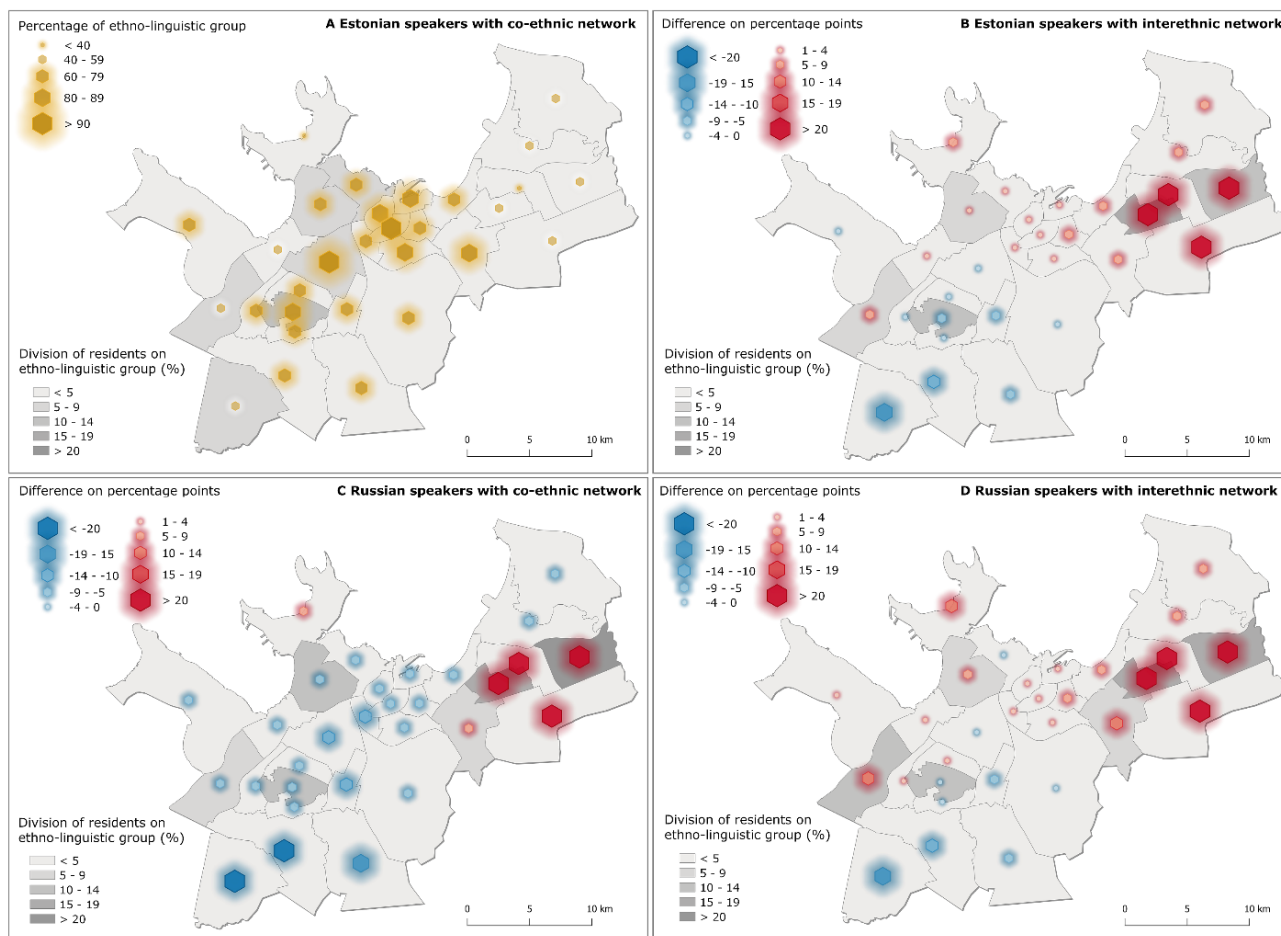 Percentage of ethno-linguistic group
A Estonian speakers with co-ethnic network
< 40
40 - 59
60 - 79
80 - 89
> 90
Division of residents on
ethno-linguistic group (%)
< 5
5 - 9
10 - 14
15 - 19
> 20
0 5 10 km
Difference on percentage points
B Estonian speakers with interethnic network
< -20
-19 - 15
-14 - -10
-9 - -5
-4 - 0
1 - 4
5 - 9
10 - 14
15 - 19
> 20
Division of residents on
ethno-linguistic group (%)
< 5
5 - 9
10 - 14
15 - 19
> 20
0 5 10 km
Difference on percentage points
C Russian speakers with co-ethnic network
< -20
-19 - 15
-14 - -10
-9 - -5
-4 - 0
1 - 4
5 - 9
10 - 14
15 - 19
> 20
Division of residents on
ethno-linguistic group (%)
< 5
5 - 9
10 - 14
15 - 19
> 20
0 5 10 km
Difference on percentage points
D Russian speakers with interethnic network
< -20
-19 - 15
-14 - -10
-9 - -5
-4 - 0
1 - 4
5 - 9
10 - 14
15 - 19
> 20
Division of residents on
ethno-linguistic group (%)
< 5
5 - 9
10 - 14
15 - 19
> 20
0 5 10 km